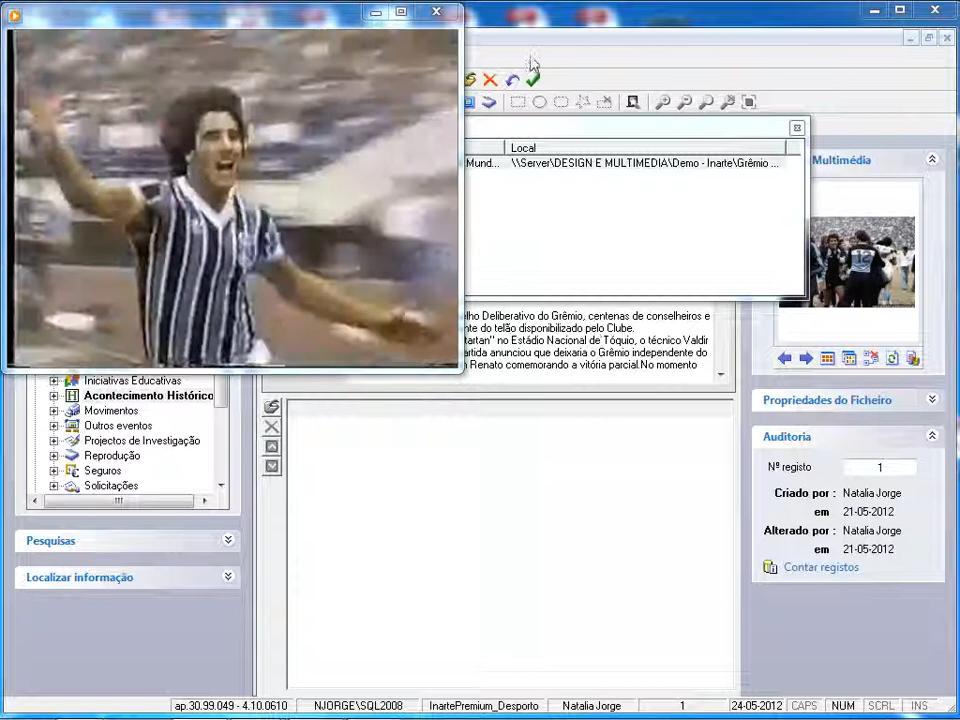 Local
Mund... \\Server\DESIGN E MULTIMEDIA\Demo - Inarte\Grêmio ...
Multimédia
12
elho Deliberativo do Grêmio, centenas de conselheiros e
nte do telão disponibilizado pelo Clube.
tartan" no Estádio Nacional de Tóquio, o técnico Valdir
artida anunciou que deixaria o Grêmio independente do
n Renato comemorando a vitória parcial.No momento
Iniciativas Educativas
H Acontecimento Histórico
Movimentos
Outros eventos
Projectos de Investigação
Reprodução
Seguros
Solicitações
Pesquisas
Localizar informação
Propriedades do Ficheiro
Auditoria
Nº registo 1
Criado por : Natalia Jorge
em 21-05-2012
Alterado por : Natalia Jorge
em 21-05-2012
Contar registos
ap.30.99.049 - 4.10.0610 NJORGE\SQL2008 InartePremium_Desporto Natalia Jorge 1 24-05-2012 CAPS NUM SCRL INS